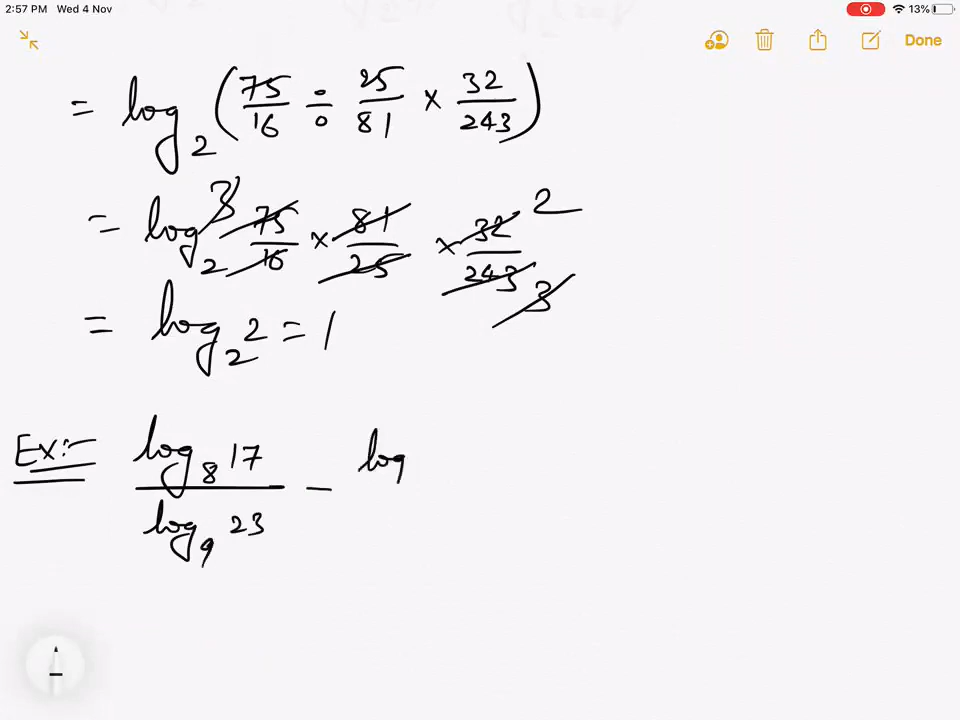 2:57 PM Wed 4 Nov 13%
Done
= log₂(75/16 ÷ 25/81 × 32/243)
= log₂ 3 75/16 × 81/25 × 32/243 2 3
= log₂ 2 = 1
Ex:- log₈ 17 / log₉ 23 - log